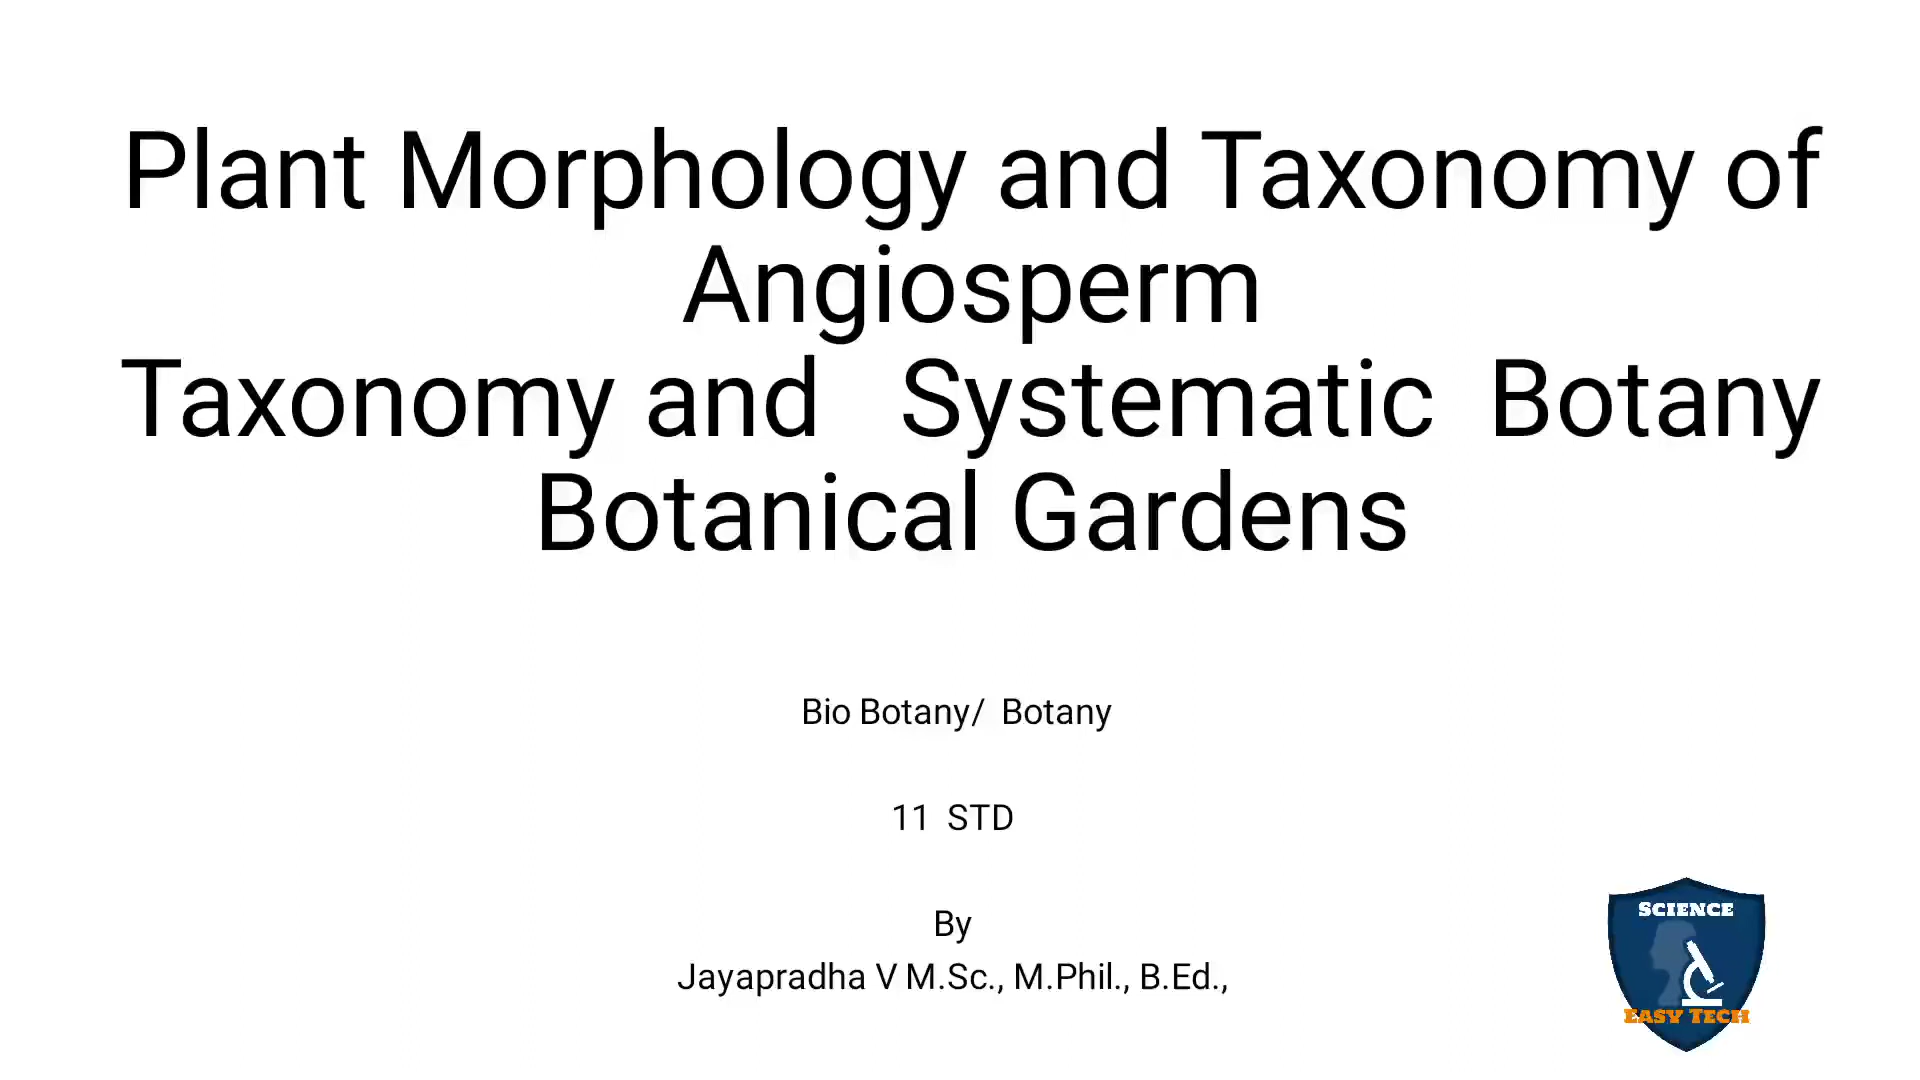 Plant Morphology and Taxonomy of
Angiosperm
Taxonomy and Systematic Botany
Botanical Gardens
Bio Botany/ Botany
11 STD
By
Jayapradha V M.Sc., M.Phil., B.Ed.,
SCIENCE
EASY TECH